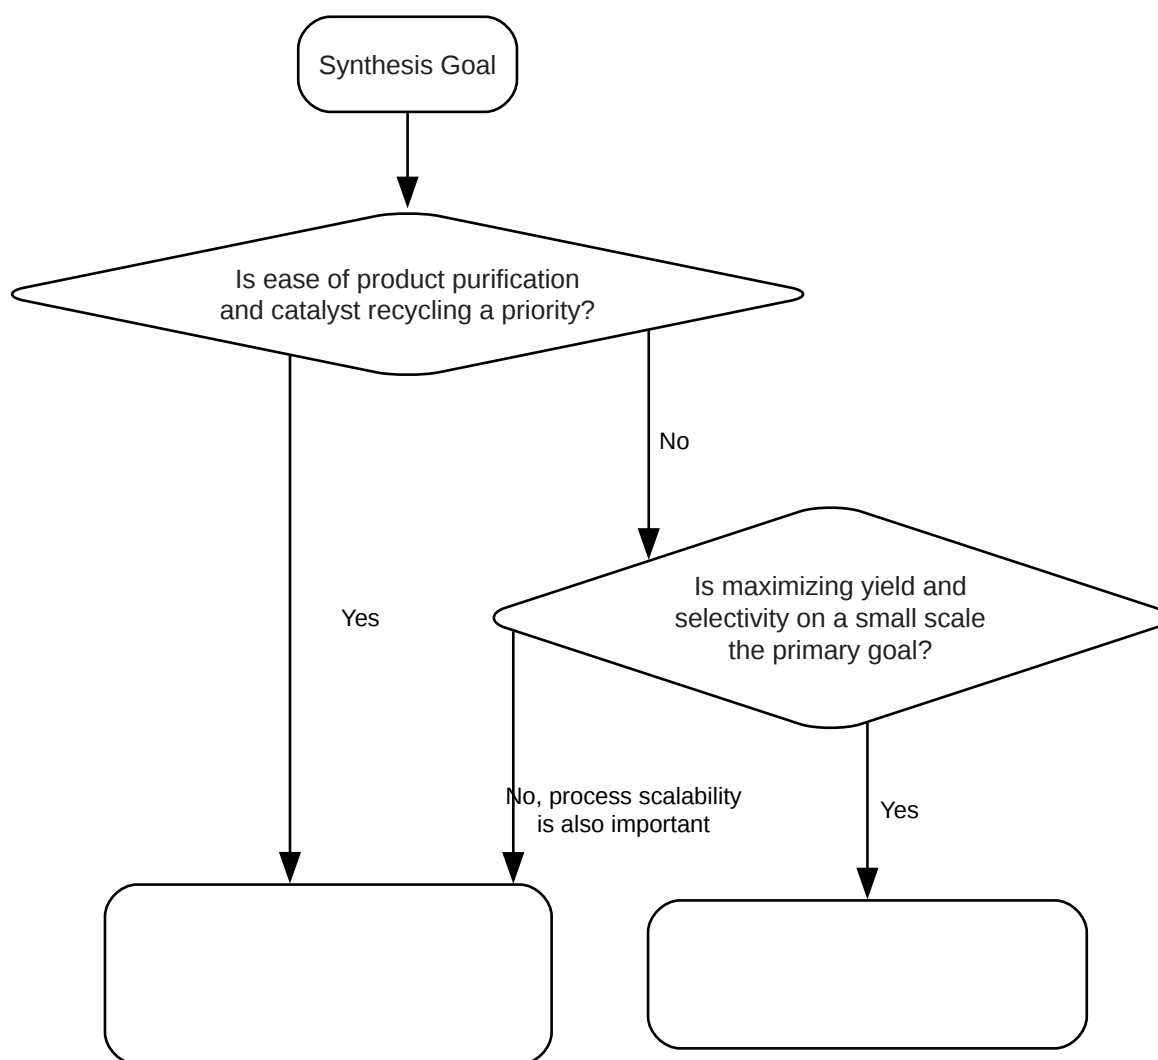 Synthesis Goal
Is ease of product purification
and catalyst recycling a priority?
No
Is maximizing yield and
selectivity on a small scale
the primary goal?
Yes
No, process scalability
is also important
Yes